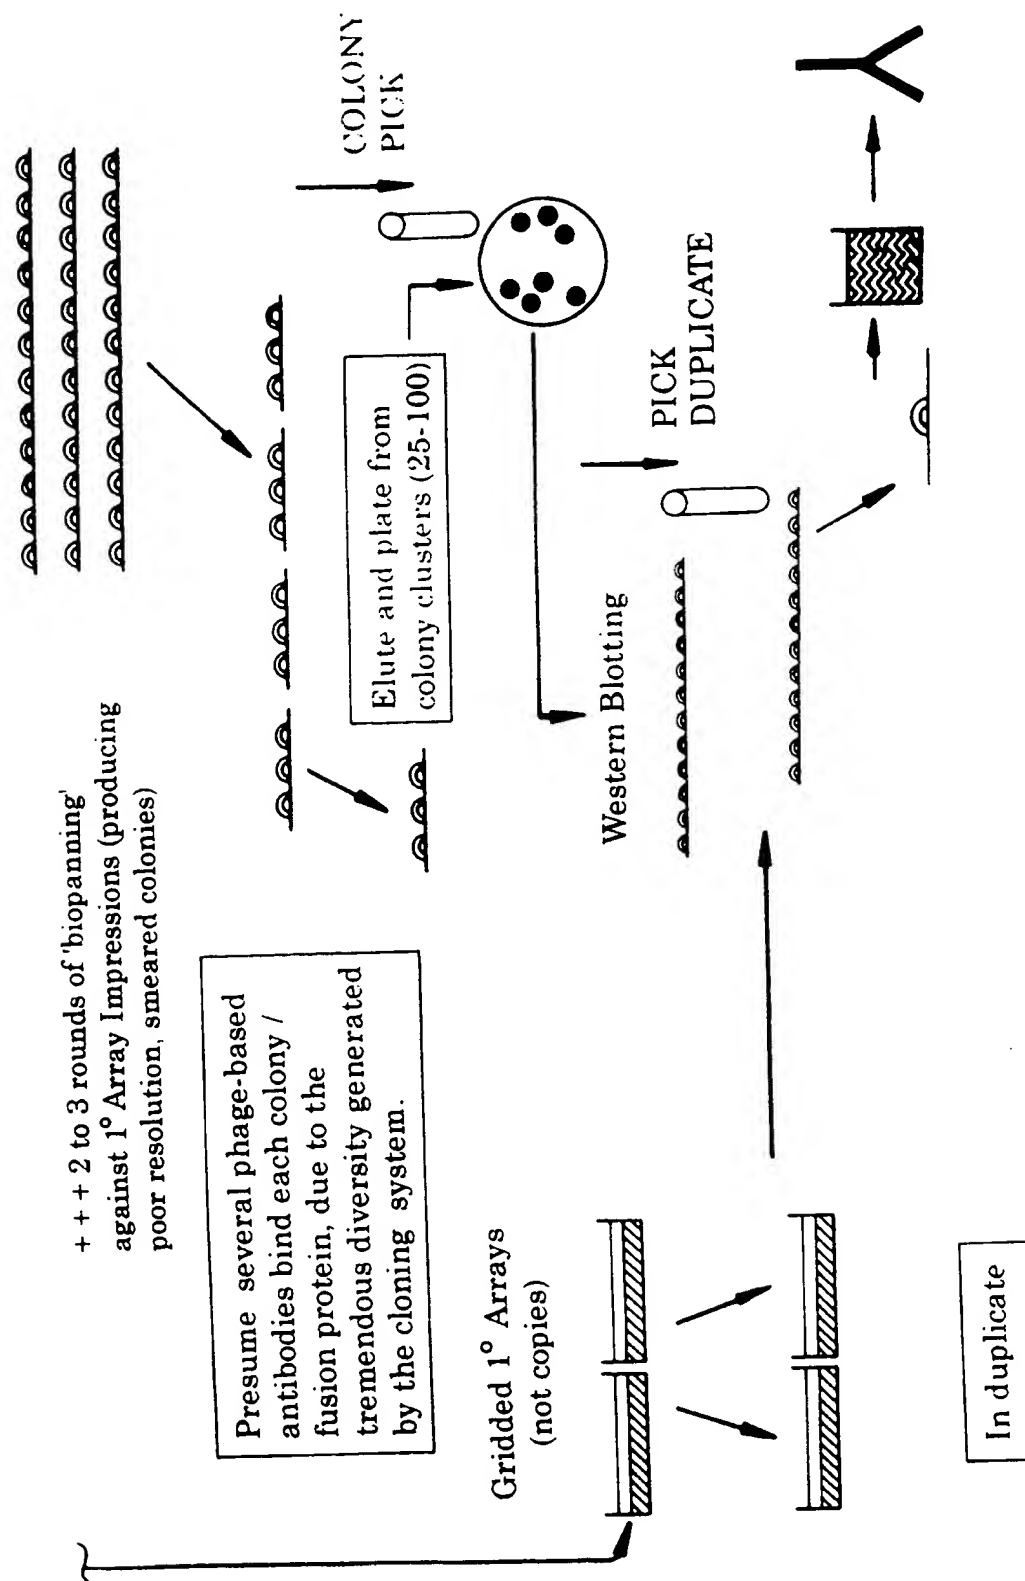 + + + 2 to 3 rounds of 'biopanning'
against 1° Array Impressions (producing
poor resolution, smeared colonies)
Presume several phage-based
antibodies bind each colony /
fusion protein, due to the
tremendous diversity generated
by the cloning system.
Elute and plate from
colony clusters (25-100)
COLONY
PICK
Gridded 1° Arrays
(not copies)
Western Blotting
PICK
DUPLICATE
In duplicate